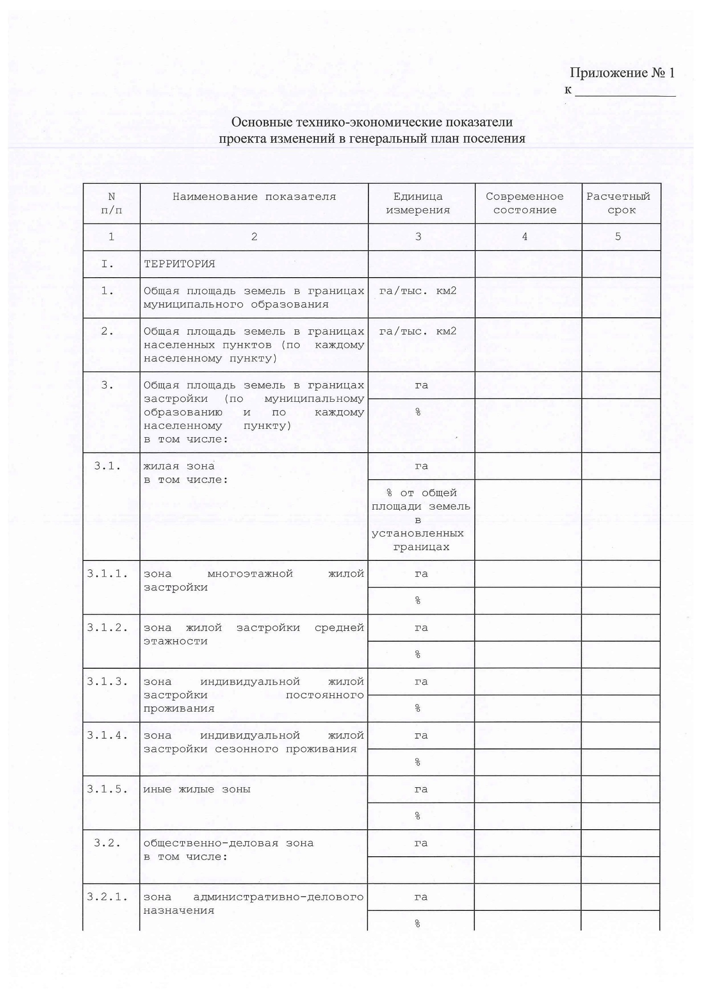 Приложение № 1
к _______________
Основные технико-экономические показатели
проекта изменений в генеральный план поселения
N
п/п
Наименование показателя
Единица
измерения
Современное
состояние
Расчетный
срок
1 2 3 4 5
I. ТЕРРИТОРИЯ
1. Общая площадь земель в границах га/тыс. км2
муниципального образования
2. Общая площадь земель в границах га/тыс. км2
населенных пунктов (по каждому
населенному пункту)
3. Общая площадь земель в границах га
застройки (по муниципальному
образованию и по каждому %
населенному пункту)
в том числе:
3.1. жилая зона га
в том числе:
% от общей
площади земель
в
установленных
границах
3.1.1. зона многоэтажной жилой га
застройки
%
3.1.2. зона жилой застройки средней га
этажности
%
3.1.3. зона индивидуальной жилой га
застройки постоянного
проживания %
3.1.4. зона индивидуальной жилой га
застройки сезонного проживания
%
3.1.5. иные жилые зоны га
%
3.2. общественно-деловая зона га
в том числе:
3.2.1. зона административно-делового га
назначения
%